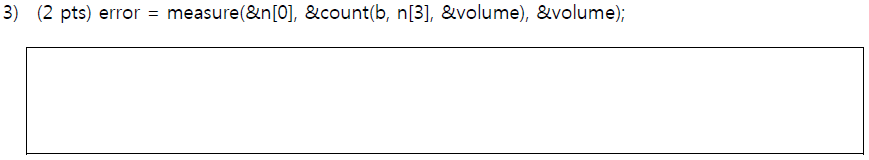 3) (2 pts) error = measure(&n[0], &count(b, n[3], &volume), &volume);